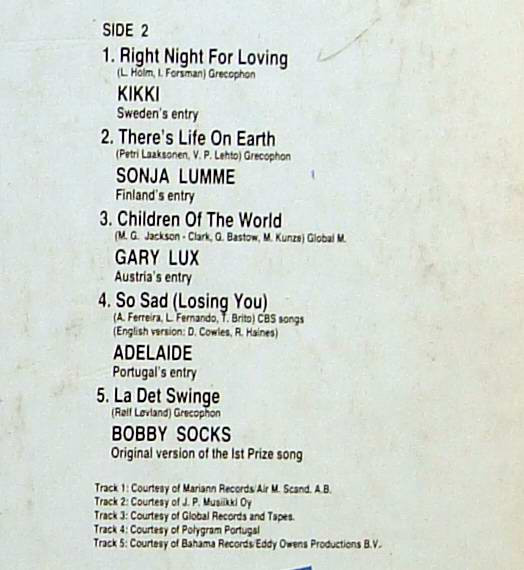 SIDE 2
1. Right Night For Loving
(L. Holm, I. Forsman) Grecophon
KIKKI
Sweden's entry
2. There's Life On Earth
(Petri Laaksonen, V. P. Lehto) Grecophon
SONJA LUMME
Finland's entry
3. Children Of The World
(M. G. Jackson - Clark, G. Bastow, M. Kunze) Global M.
GARY LUX
Austria's entry
4. So Sad (Losing You)
(A. Ferreira, L. Fernando, T. Brito) CBS songs
(English version: D. Cowles, R. Haines)
ADELAIDE
Portugal's entry
5. La Det Swinge
(Rolf Løvland) Grecophon
BOBBY SOCKS
Original version of the Ist Prize song
Track 1: Courtesy of Mariann Records/Air M. Scand. A.B.
Track 2: Courtesy of J. P. Musiikki Oy
Track 3: Courtesy of Global Records and Tapes.
Track 4: Courtesy of Polygram Portugal
Track 5: Courtesy of Bahama Records/Eddy Owens Productions B.V.